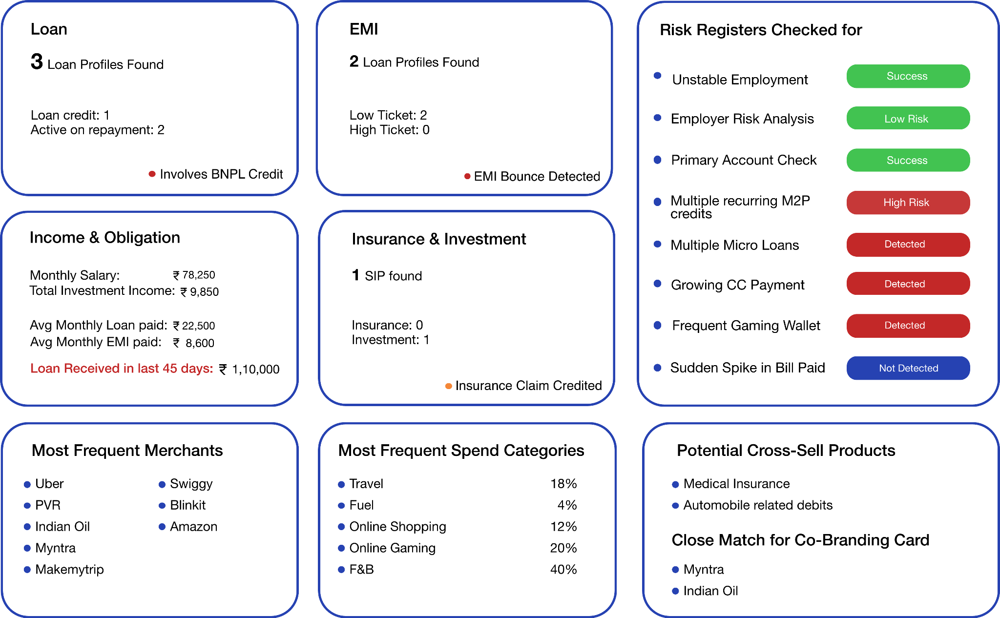 Loan
3 Loan Profiles Found
Loan credit: 1
Active on repayment: 2
Involves BNPL Credit
EMI
2 Loan Profiles Found
Low Ticket: 2
High Ticket: 0
EMI Bounce Detected
Risk Registers Checked for
Unstable Employment Success
Employer Risk Analysis Low Risk
Primary Account Check Success
Multiple recurring M2P
credits
High Risk
Multiple Micro Loans Detected
Growing CC Payment Detected
Frequent Gaming Wallet Detected
Sudden Spike in Bill Paid Not Detected
Income & Obligation
Monthly Salary: ₹ 78,250
Total Investment Income: ₹ 9,850
Avg Monthly Loan paid: ₹ 22,500
Avg Monthly EMI paid: ₹ 8,600
Loan Received in last 45 days: ₹ 1,10,000
Insurance & Investment
1 SIP found
Insurance: 0
Investment: 1
Insurance Claim Credited
Most Frequent Merchants
Uber
PVR
Indian Oil
Myntra
Makemytrip
Swiggy
Blinkit
Amazon
Most Frequent Spend Categories
Travel 18%
Fuel 4%
Online Shopping 12%
Online Gaming 20%
F&B 40%
Potential Cross-Sell Products
Medical Insurance
Automobile related debits
Close Match for Co-Branding Card
Myntra
Indian Oil